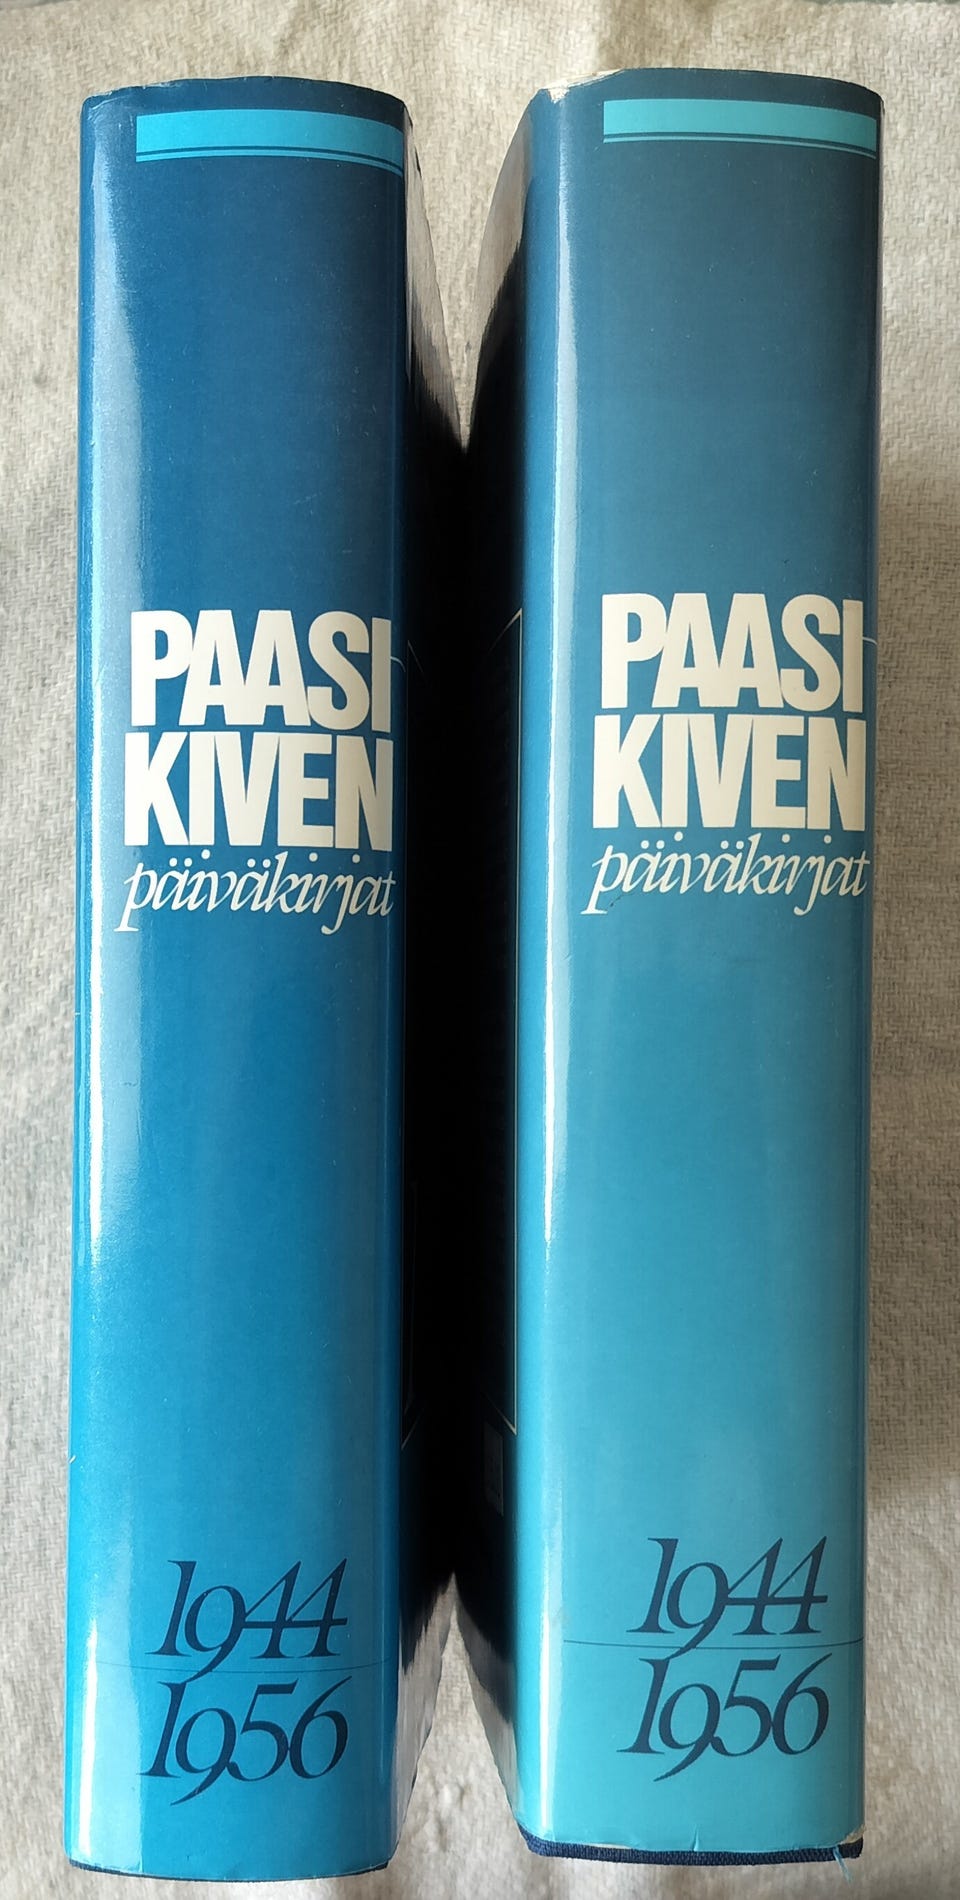 PAASI
KIVEN
päiväkirjat
1944
1956
PAASI
KIVEN
päiväkirjat
1944
1956